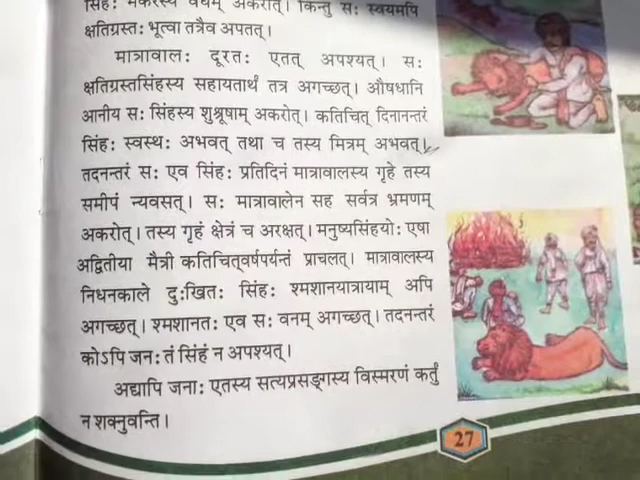 सिंहः मकरस्य वधम् अकरोत्। किन्तु सः स्वयमपि
क्षतिग्रस्तः भूत्वा तत्रैव अपतत्।
मात्रावालः दूरतः एतत् अपश्यत्। सः
क्षतिग्रस्तसिंहस्य सहायतार्थं तत्र अगच्छत्। औषधानि
आनीय सः सिंहस्य शुश्रूषाम् अकरोत्। कतिचित् दिनानन्तरं
सिंहः स्वस्थः अभवत् तथा च तस्य मित्रम् अभवत्।
तदनन्तरं सः एव सिंहः प्रतिदिनं मात्रावालस्य गृहे तस्य
समीपं न्यवसत्। सः मात्रावालेन सह सर्वत्र भ्रमणम्
अकरोत्। तस्य गृहं क्षेत्रं च अरक्षत्। मनुष्यसिंहयोः एषा
अद्वितीया मैत्री कतिचित्वर्षपर्यन्तं प्राचलत्। मात्रावालस्य
निधनकाले दुःखितः सिंहः श्मशानयात्रायाम् अपि
अगच्छत्। श्मशानतः एव सः वनम् अगच्छत्। तदनन्तरं
कोऽपि जनः तं सिंहं न अपश्यत्।
अद्यापि जनाः एतस्य सत्यप्रसङ्गस्य विस्मरणं कर्तुं
न शक्नुवन्ति।
27